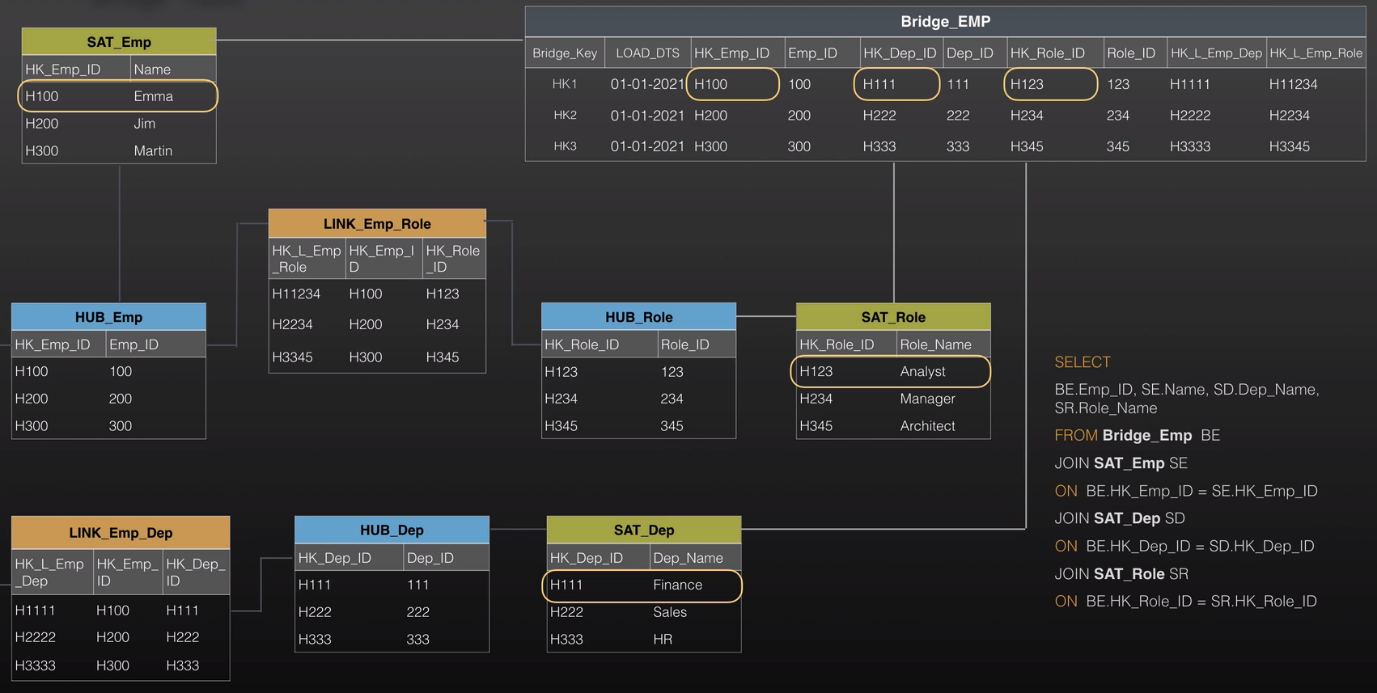 SAT_Emp
HK_Emp_ID Name
H100 Emma
H200 Jim
H300 Martin
Bridge_EMP
Bridge_Key LOAD_DTS HK_Emp_ID Emp_ID HK_Dep_ID Dep_ID HK_Role_ID Role_ID HK_L_Emp_Dep HK_L_Emp_Role
HK1 01-01-2021 H100 100 H111 111 H123 123 H1111 H11234
HK2 01-01-2021 H200 200 H222 222 H234 234 H2222 H2234
HK3 01-01-2021 H300 300 H333 333 H345 345 H3333 H3345
LINK_Emp_Role
HK_L_Emp HK_Emp_I HK_Role
_Role D _ID
H11234 H100 H123
H2234 H200 H234
H3345 H300 H345
HUB_Emp
HK_Emp_ID Emp_ID
H100 100
H200 200
H300 300
HUB_Role
HK_Role_ID Role_ID
H123 123
H234 234
H345 345
SAT_Role
HK_Role_ID Role_Name
H123 Analyst
H234 Manager
H345 Architect
LINK_Emp_Dep
HK_L_Emp HK_Emp_ HK_Dep_
_Dep ID ID
H1111 H100 H111
H2222 H200 H222
H3333 H300 H333
HUB_Dep
HK_Dep_ID Dep_ID
H111 111
H222 222
H333 333
SAT_Dep
HK_Dep_ID Dep_Name
H111 Finance
H222 Sales
H333 HR
SELECT
BE.Emp_ID, SE.Name, SD.Dep_Name,
SR.Role_Name
FROM Bridge_Emp BE
JOIN SAT_Emp SE
ON BE.HK_Emp_ID = SE.HK_Emp_ID
JOIN SAT_Dep SD
ON BE.HK_Dep_ID = SD.HK_Dep_ID
JOIN SAT_Role SR
ON BE.HK_Role_ID = SR.HK_Role_ID